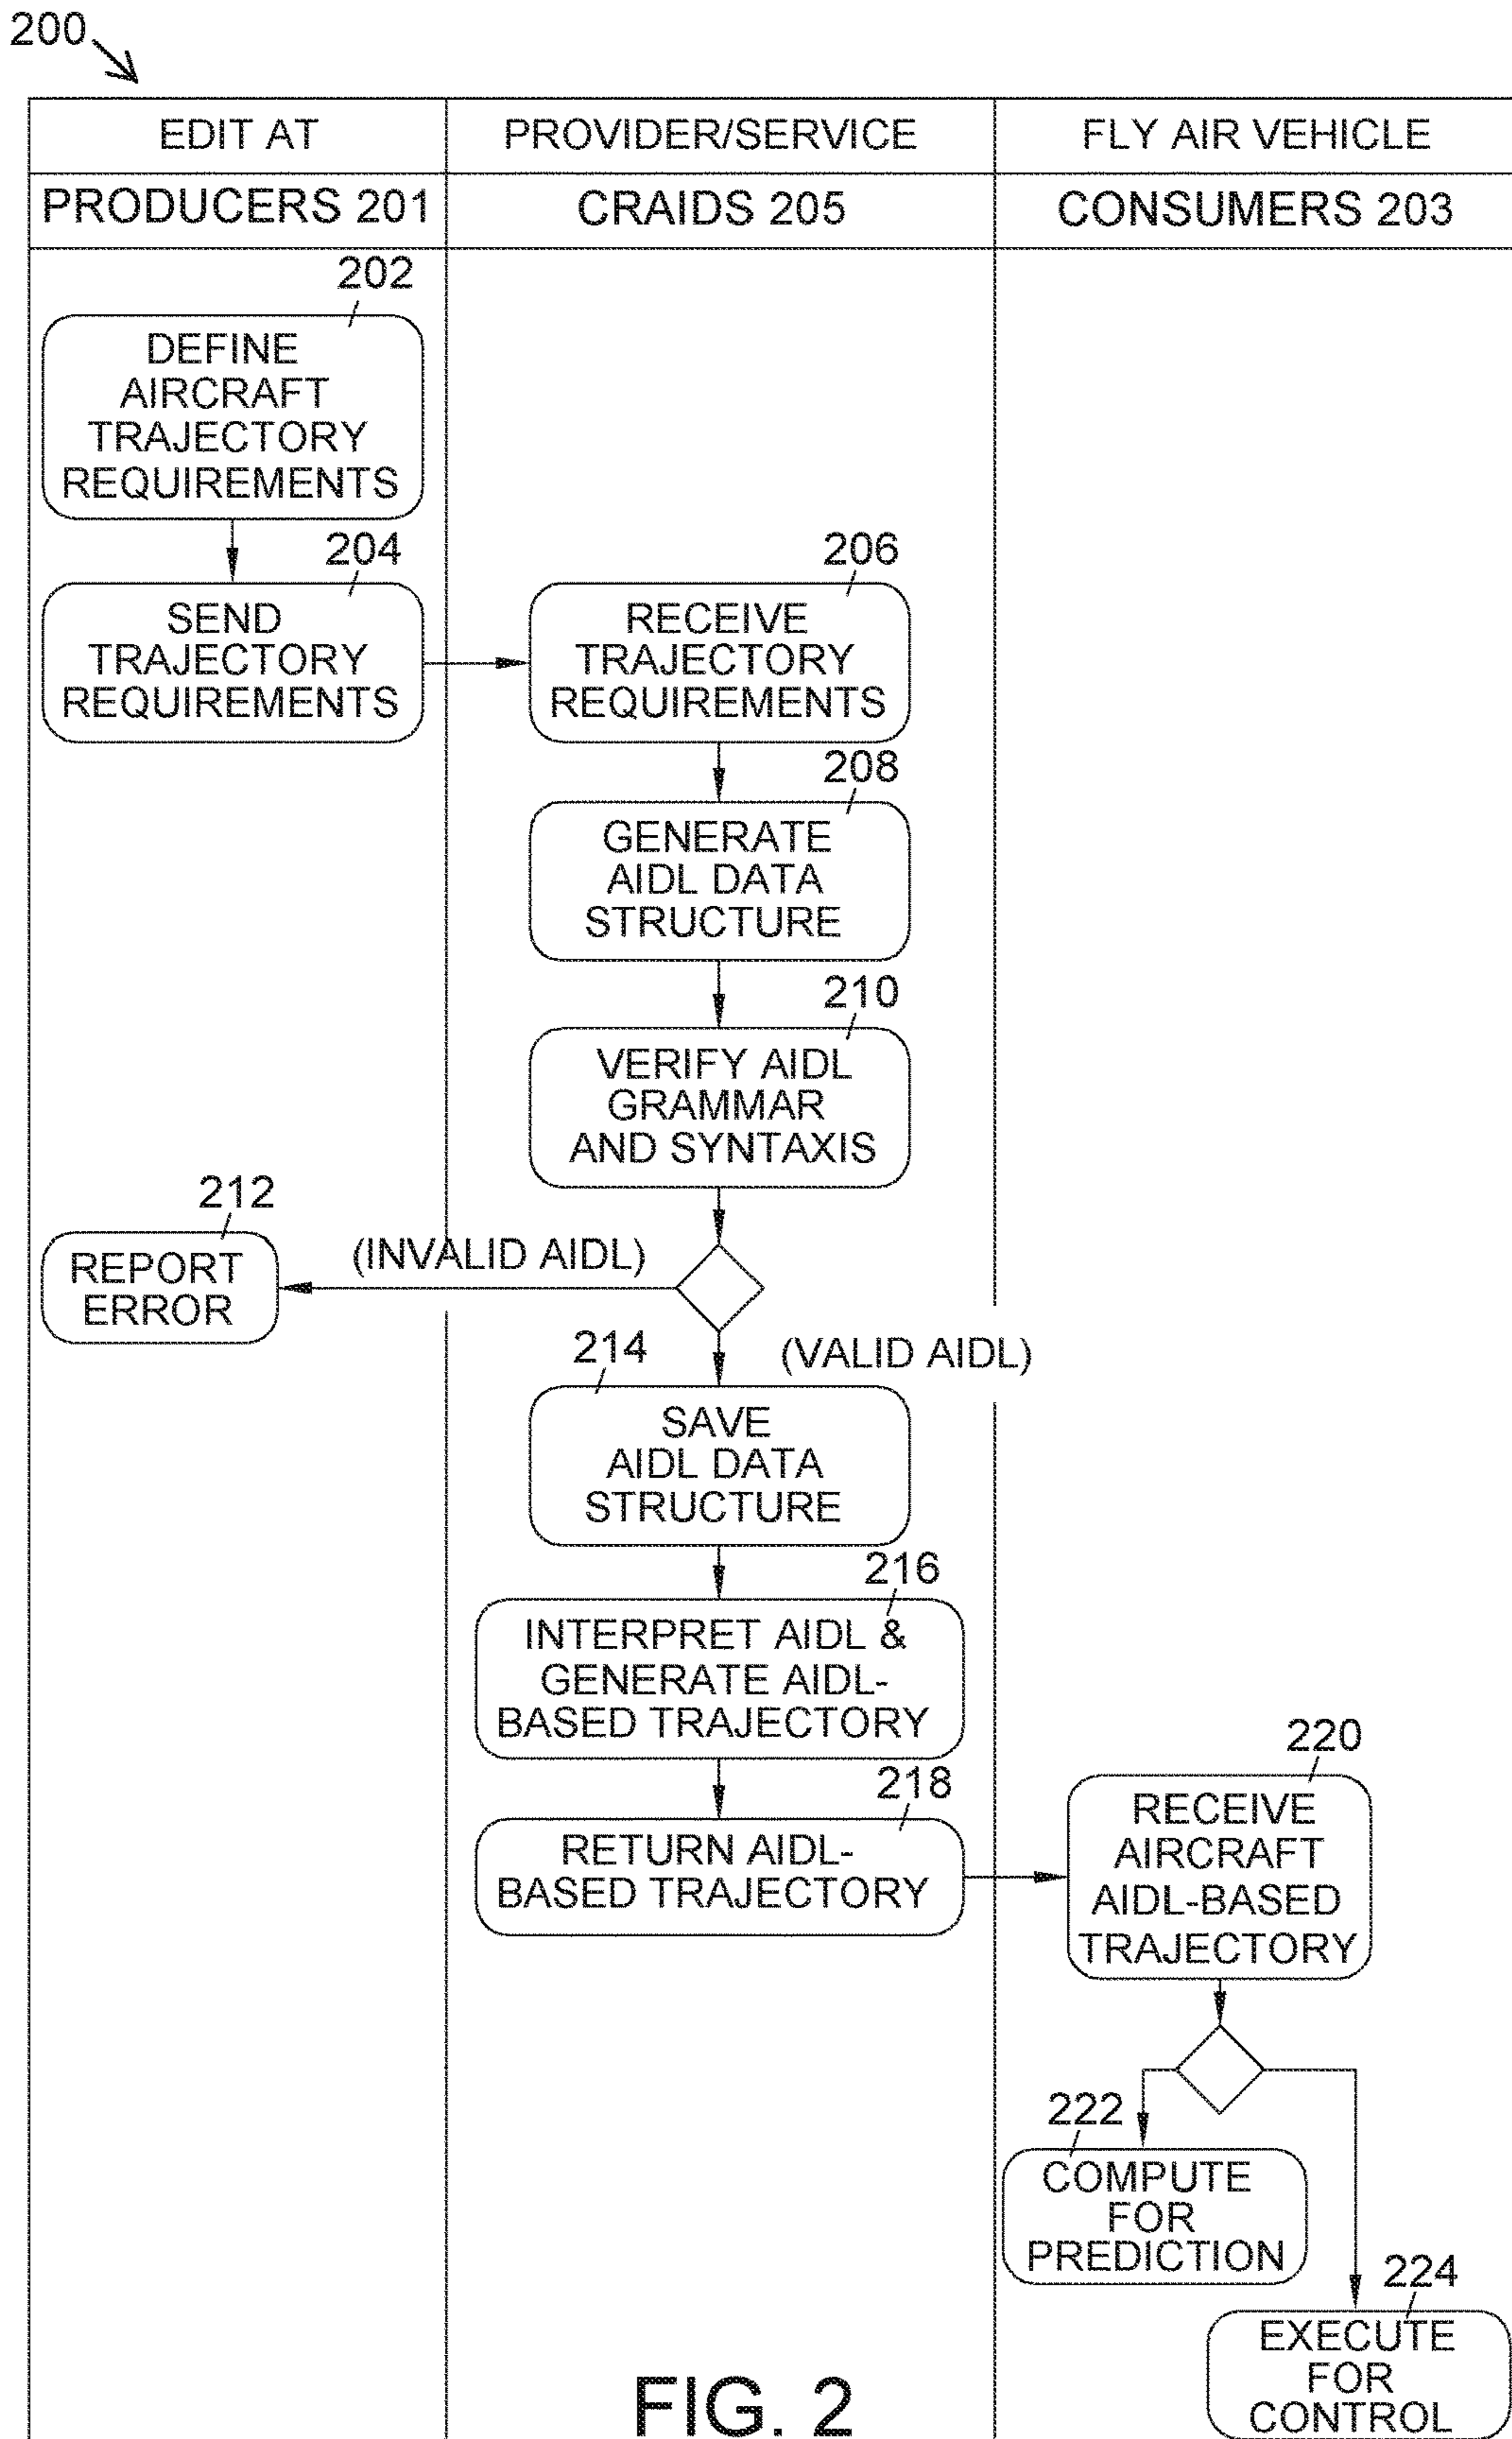 200
EDIT AT
PROVIDER/SERVICE
FLY AIR VEHICLE
PRODUCERS 201
CRAIDS 205
CONSUMERS 203
202
DEFINE
AIRCRAFT
TRAJECTORY
REQUIREMENTS
204
SEND
TRAJECTORY
REQUIREMENTS
206
RECEIVE
TRAJECTORY
REQUIREMENTS
208
GENERATE
AIDL DATA
STRUCTURE
210
VERIFY AIDL
GRAMMAR
AND SYNTAXIS
212
REPORT
ERROR
(INVALID AIDL)
(VALID AIDL)
214
SAVE
AIDL DATA
STRUCTURE
216
INTERPRET AIDL &
GENERATE AIDL-
BASED TRAJECTORY
218
RETURN AIDL-
BASED TRAJECTORY
220
RECEIVE
AIRCRAFT
AIDL-BASED
TRAJECTORY
222
COMPUTE
FOR
PREDICTION
224
EXECUTE
FOR
CONTROL
FIG. 2